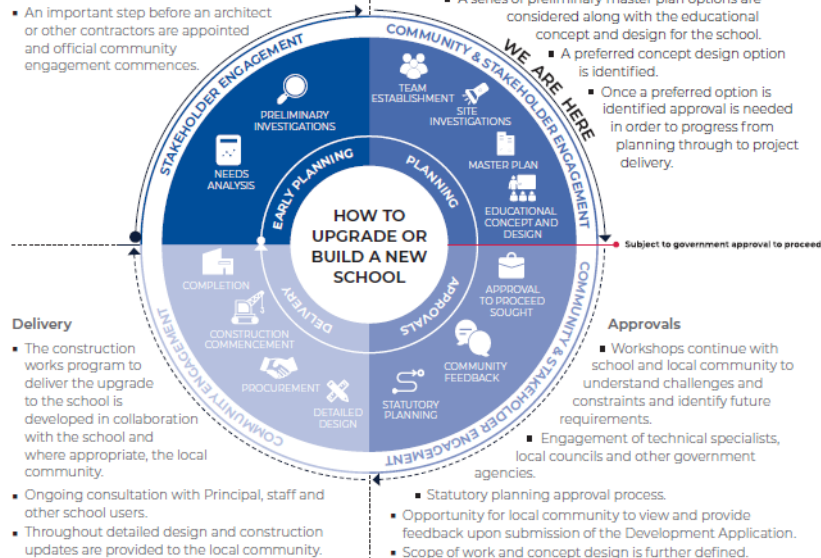 An important step before an architect
or other contractors are appointed
and official community
engagement commences.
A series of preliminary master plan options are
considered along with the educational
concept and design for the school.
A preferred concept design option
is identified.
Once a preferred option is
identified approval is needed
in order to progress from
planning through to project
delivery.
WE ARE HERE
STAKEHOLDER ENGAGEMENT
COMMUNITY & STAKEHOLDER ENGAGEMENT
PRELIMINARY
INVESTIGATIONS
NEEDS
ANALYSIS
EARLY PLANNING
TEAM
ESTABLISHMENT
SITE
INVESTIGATIONS
MASTER PLAN
EDUCATIONAL
CONCEPT AND
DESIGN
PLANNING
HOW TO
UPGRADE OR
BUILD A NEW
SCHOOL
Subject to government approval to proceed
COMPLETION
CONSTRUCTION
COMMENCEMENT
PROCUREMENT
DETAILED
DESIGN
DELIVERY
COMMUNITY ENGAGEMENT
APPROVAL
TO PROCEED
SOUGHT
COMMUNITY
FEEDBACK
STATUTORY
PLANNING
APPROVALS
COMMUNITY & STAKEHOLDER ENGAGEMENT
Delivery
The construction
works program to
deliver the upgrade
to the school is
developed in collaboration
with the school and
where appropriate, the local
community.
Ongoing consultation with Principal, staff and
other school users.
Throughout detailed design and construction
updates are provided to the local community.
Approvals
Workshops continue with
school and local community to
understand challenges and
constraints and identify future
requirements.
Engagement of technical specialists,
local councils and other government
agencies.
Statutory planning approval process.
Opportunity for local community to view and provide
feedback upon submission of the Development Application.
Scope of work and concept design is further defined.